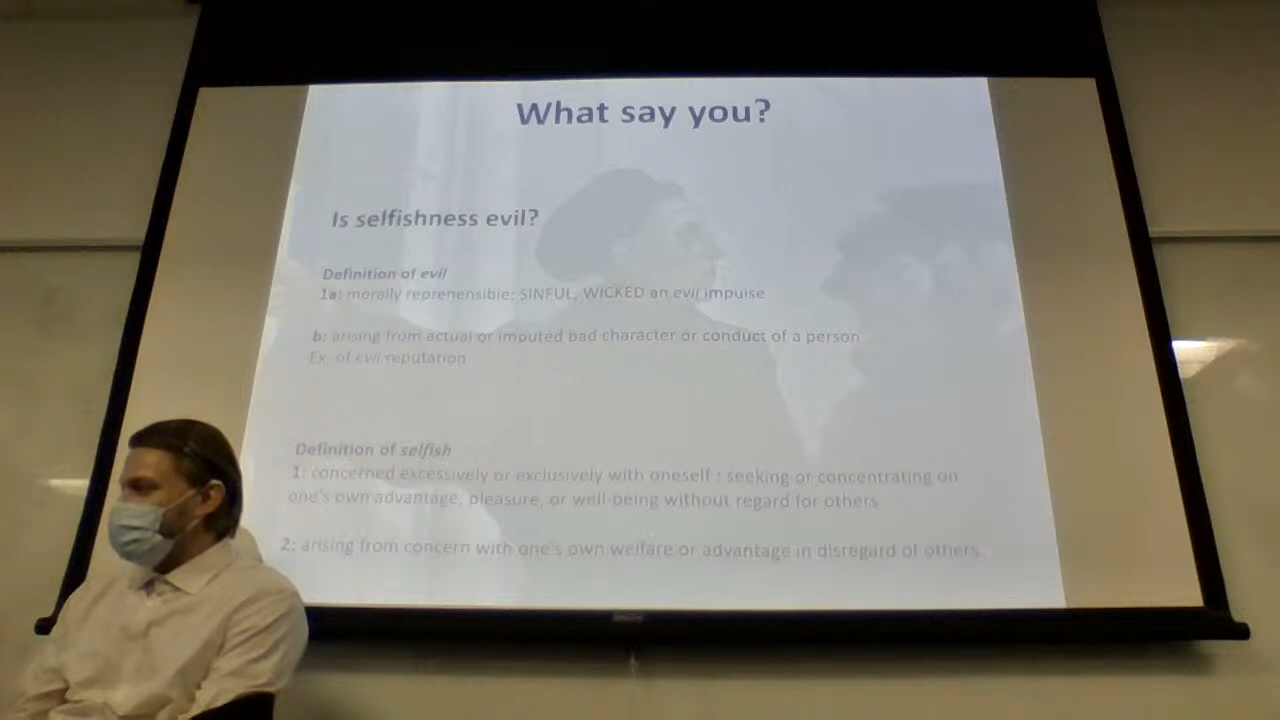 What say you?
Is selfishness evil?
Definition of evil
1a: morally reprehensible: SINFUL, WICKED an evil impulse
b: arising from actual or imputed bad character or conduct of a person
Ex: of evil reputation
Definition of selfish
1: concerned excessively or exclusively with oneself : seeking or concentrating on
one's own advantage, pleasure, or well-being without regard for others
2: arising from concern with one's own welfare or advantage in disregard of others